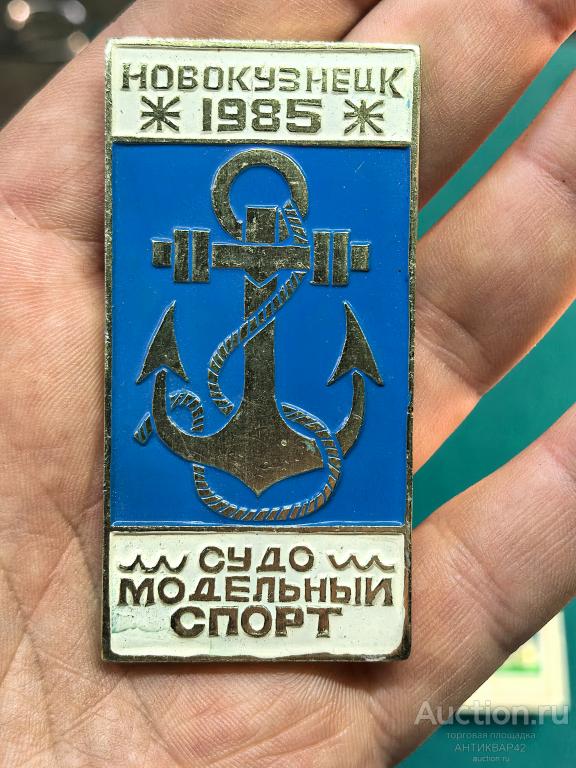 НОВОКУЗНЕЦК
1985
СУДО
МОДЕЛЬНЫЙ
СПОРТ
Auction.ru
торговая площадка
АНТИКВАР42
auction.ru